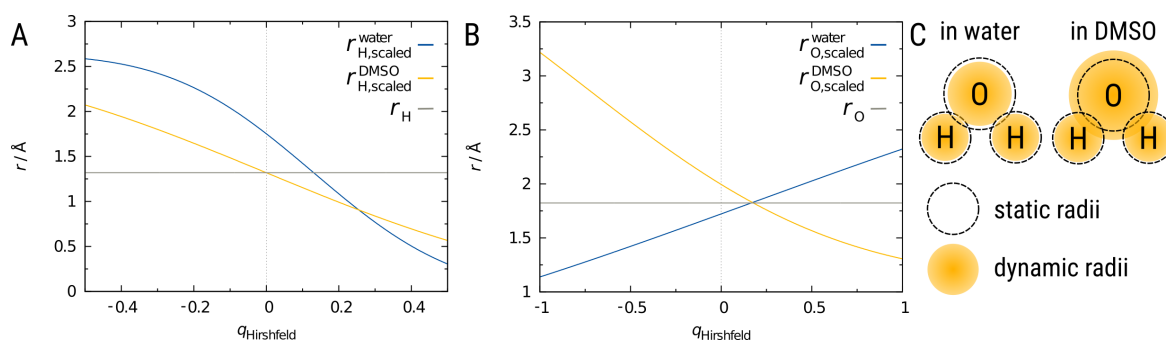 A
r^water_H,scaled
r^DMSO_H,scaled
r_H
r / Å
3
2.5
2
1.5
1
0.5
0
-0.4 -0.2 0 0.2 0.4
q_Hirshfeld
B
r^water_O,scaled
r^DMSO_O,scaled
r_O
r / Å
3.5
3
2.5
2
1.5
1
-1 -0.5 0 0.5 1
q_Hirshfeld
C
in water in DMSO
O O
H H H H
static radii
dynamic radii